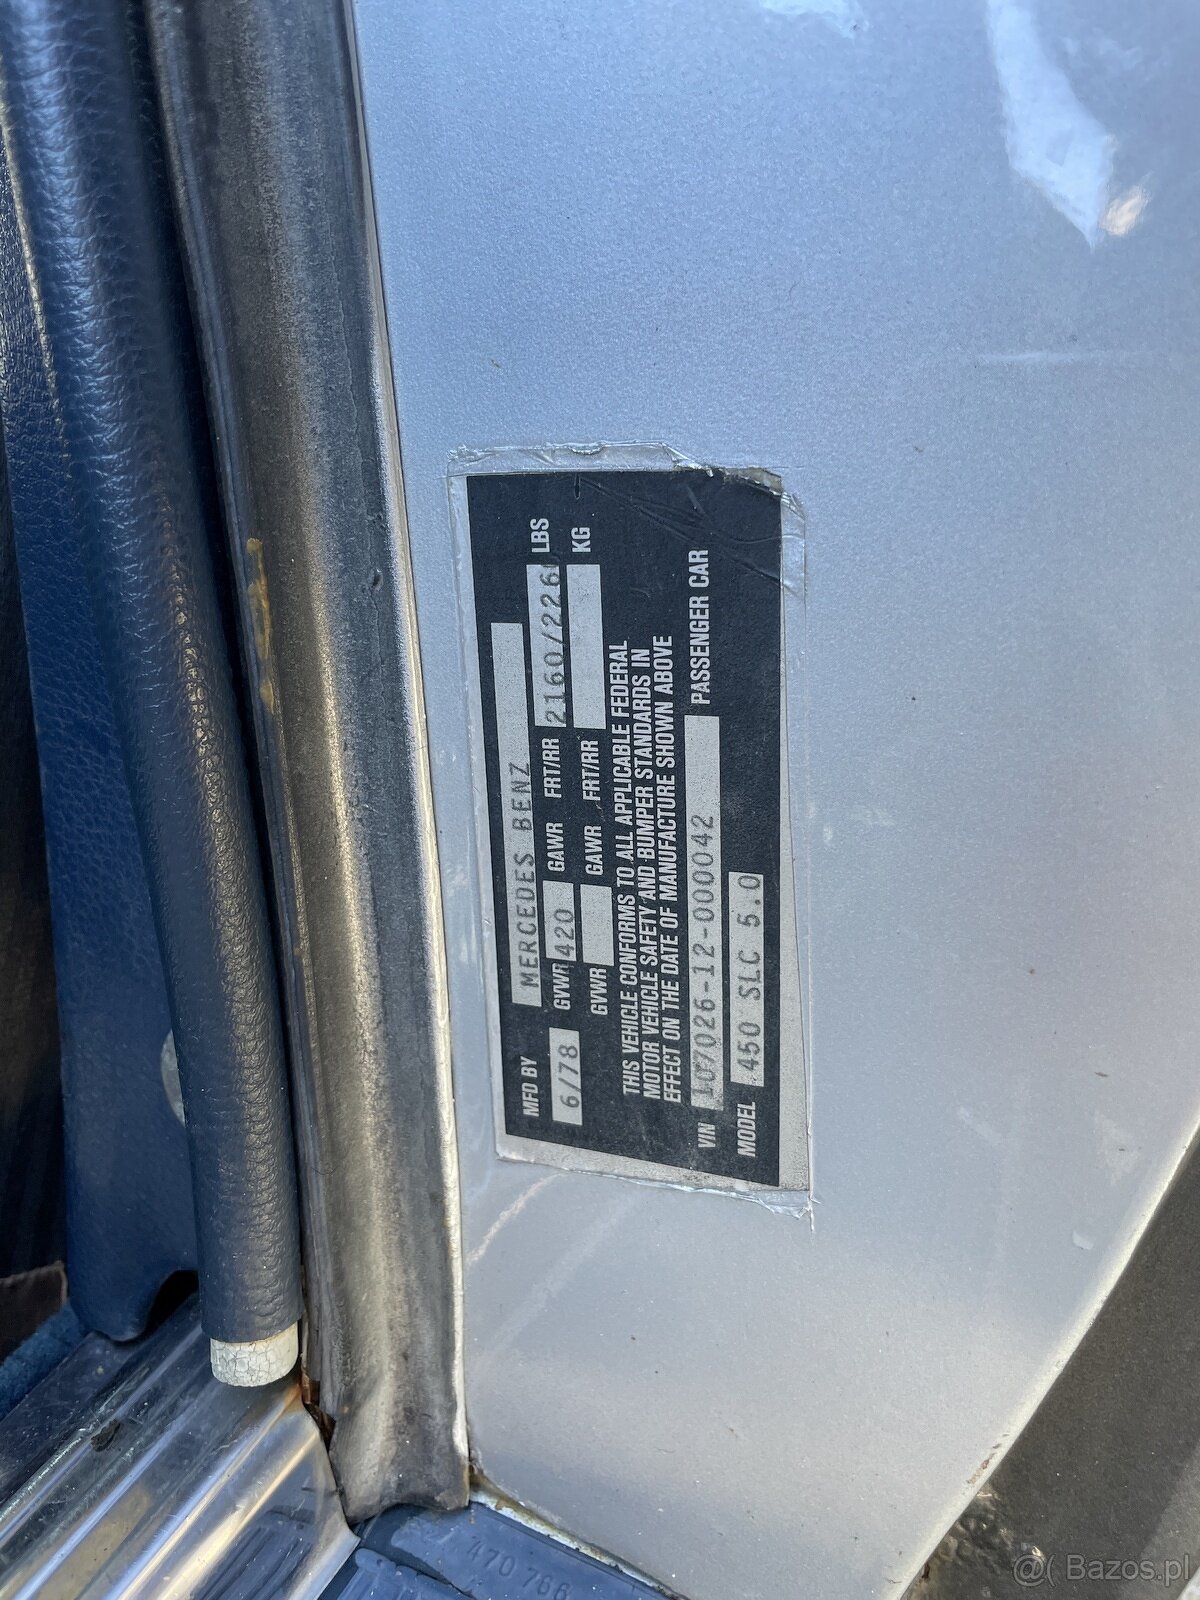 MFD BY MERCEDES BENZ
6/78 GVWR 420 GAWR FRT/RR 2160/226 LBS
GVWR GAWR FRT/RR KG
THIS VEHICLE CONFORMS TO ALL APPLICABLE FEDERAL
MOTOR VEHICLE SAFETY AND BUMPER STANDARDS IN
EFFECT ON THE DATE OF MANUFACTURE SHOWN ABOVE
VIN 107026-12-000042 PASSENGER CAR
MODEL 450 SLC 5.0
470 766
@( Bazos.pl